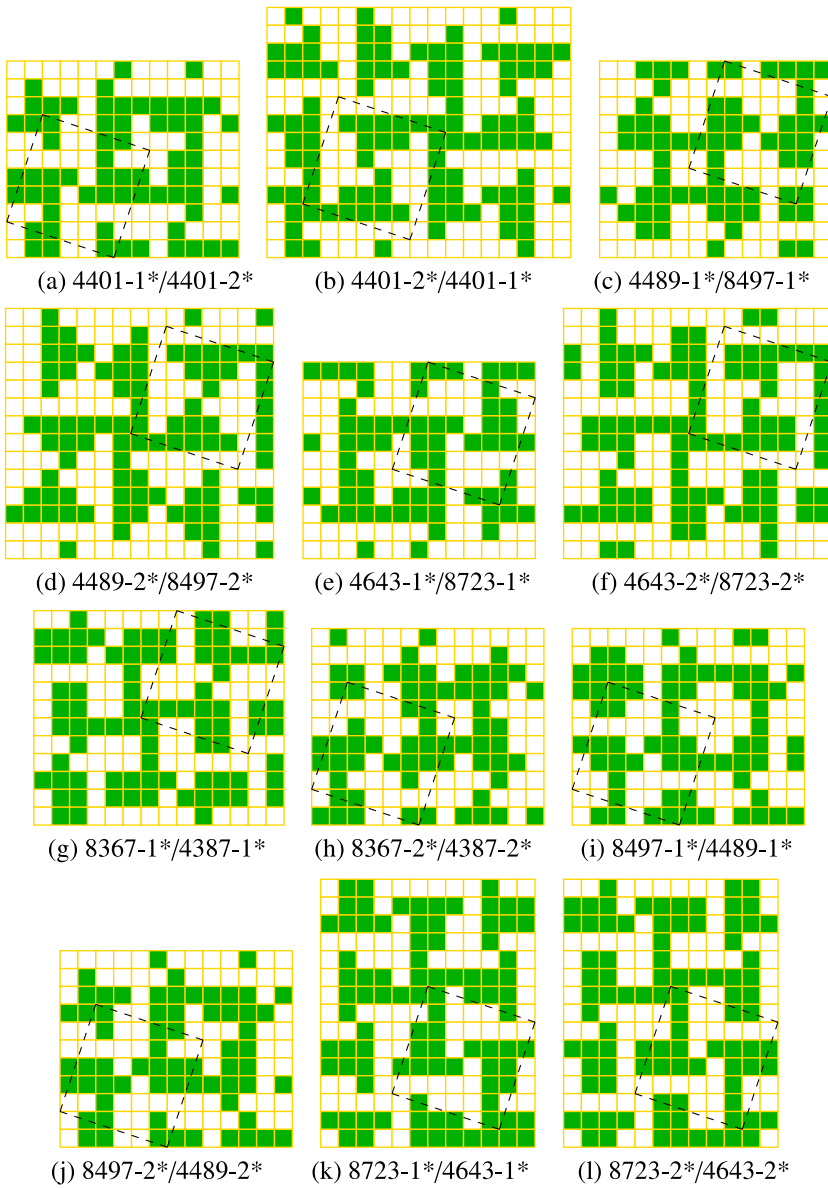 (a) 4401-1*/4401-2*
(b) 4401-2*/4401-1*
(c) 4489-1*/8497-1*
(d) 4489-2*/8497-2*
(e) 4643-1*/8723-1*
(f) 4643-2*/8723-2*
(g) 8367-1*/4387-1*
(h) 8367-2*/4387-2*
(i) 8497-1*/4489-1*
(j) 8497-2*/4489-2*
(k) 8723-1*/4643-1*
(l) 8723-2*/4643-2*